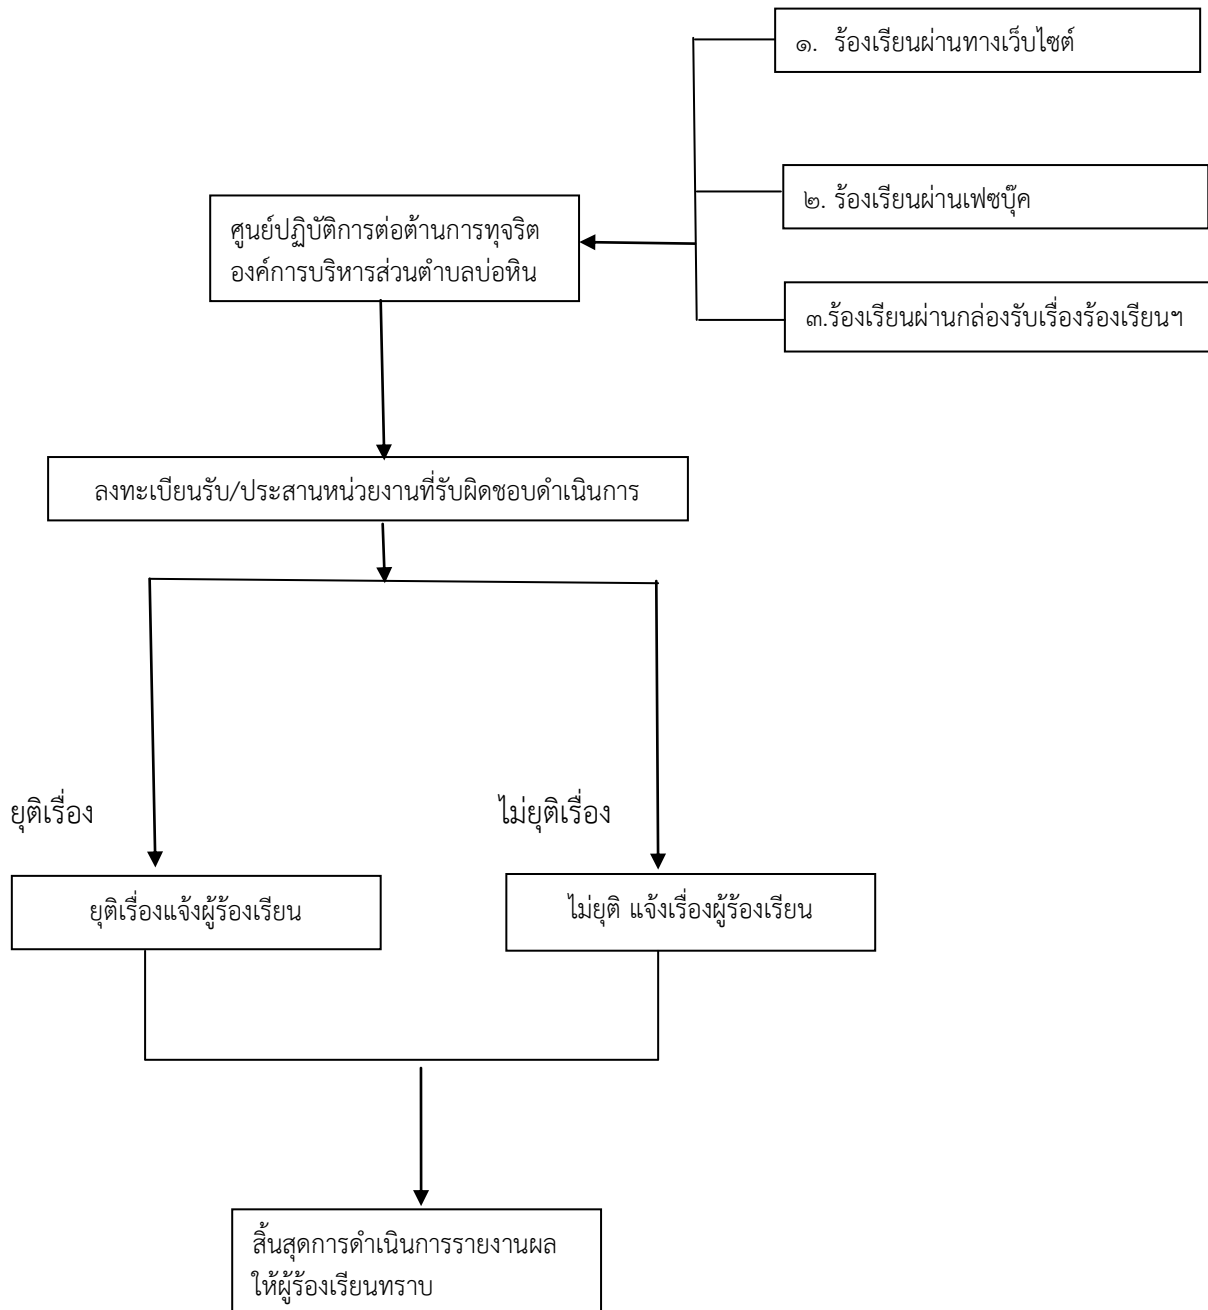 ๑. ร้องเรียนผ่านทางเว็บไซต์
๒. ร้องเรียนผ่านเฟซบุ๊ค
ศูนย์ปฏิบัติการต่อต้านการทุจริต
องค์การบริหารส่วนตำบลบ่อหิน
๓.ร้องเรียนผ่านกล่องรับเรื่องร้องเรียนฯ
ลงทะเบียนรับ/ประสานหน่วยงานที่รับผิดชอบดำเนินการ
ยุติเรื่อง
ไม่ยุติเรื่อง
ยุติเรื่องแจ้งผู้ร้องเรียน
ไม่ยุติ แจ้งเรื่องผู้ร้องเรียน
สิ้นสุดการดำเนินการรายงานผล
ให้ผู้ร้องเรียนทราบ